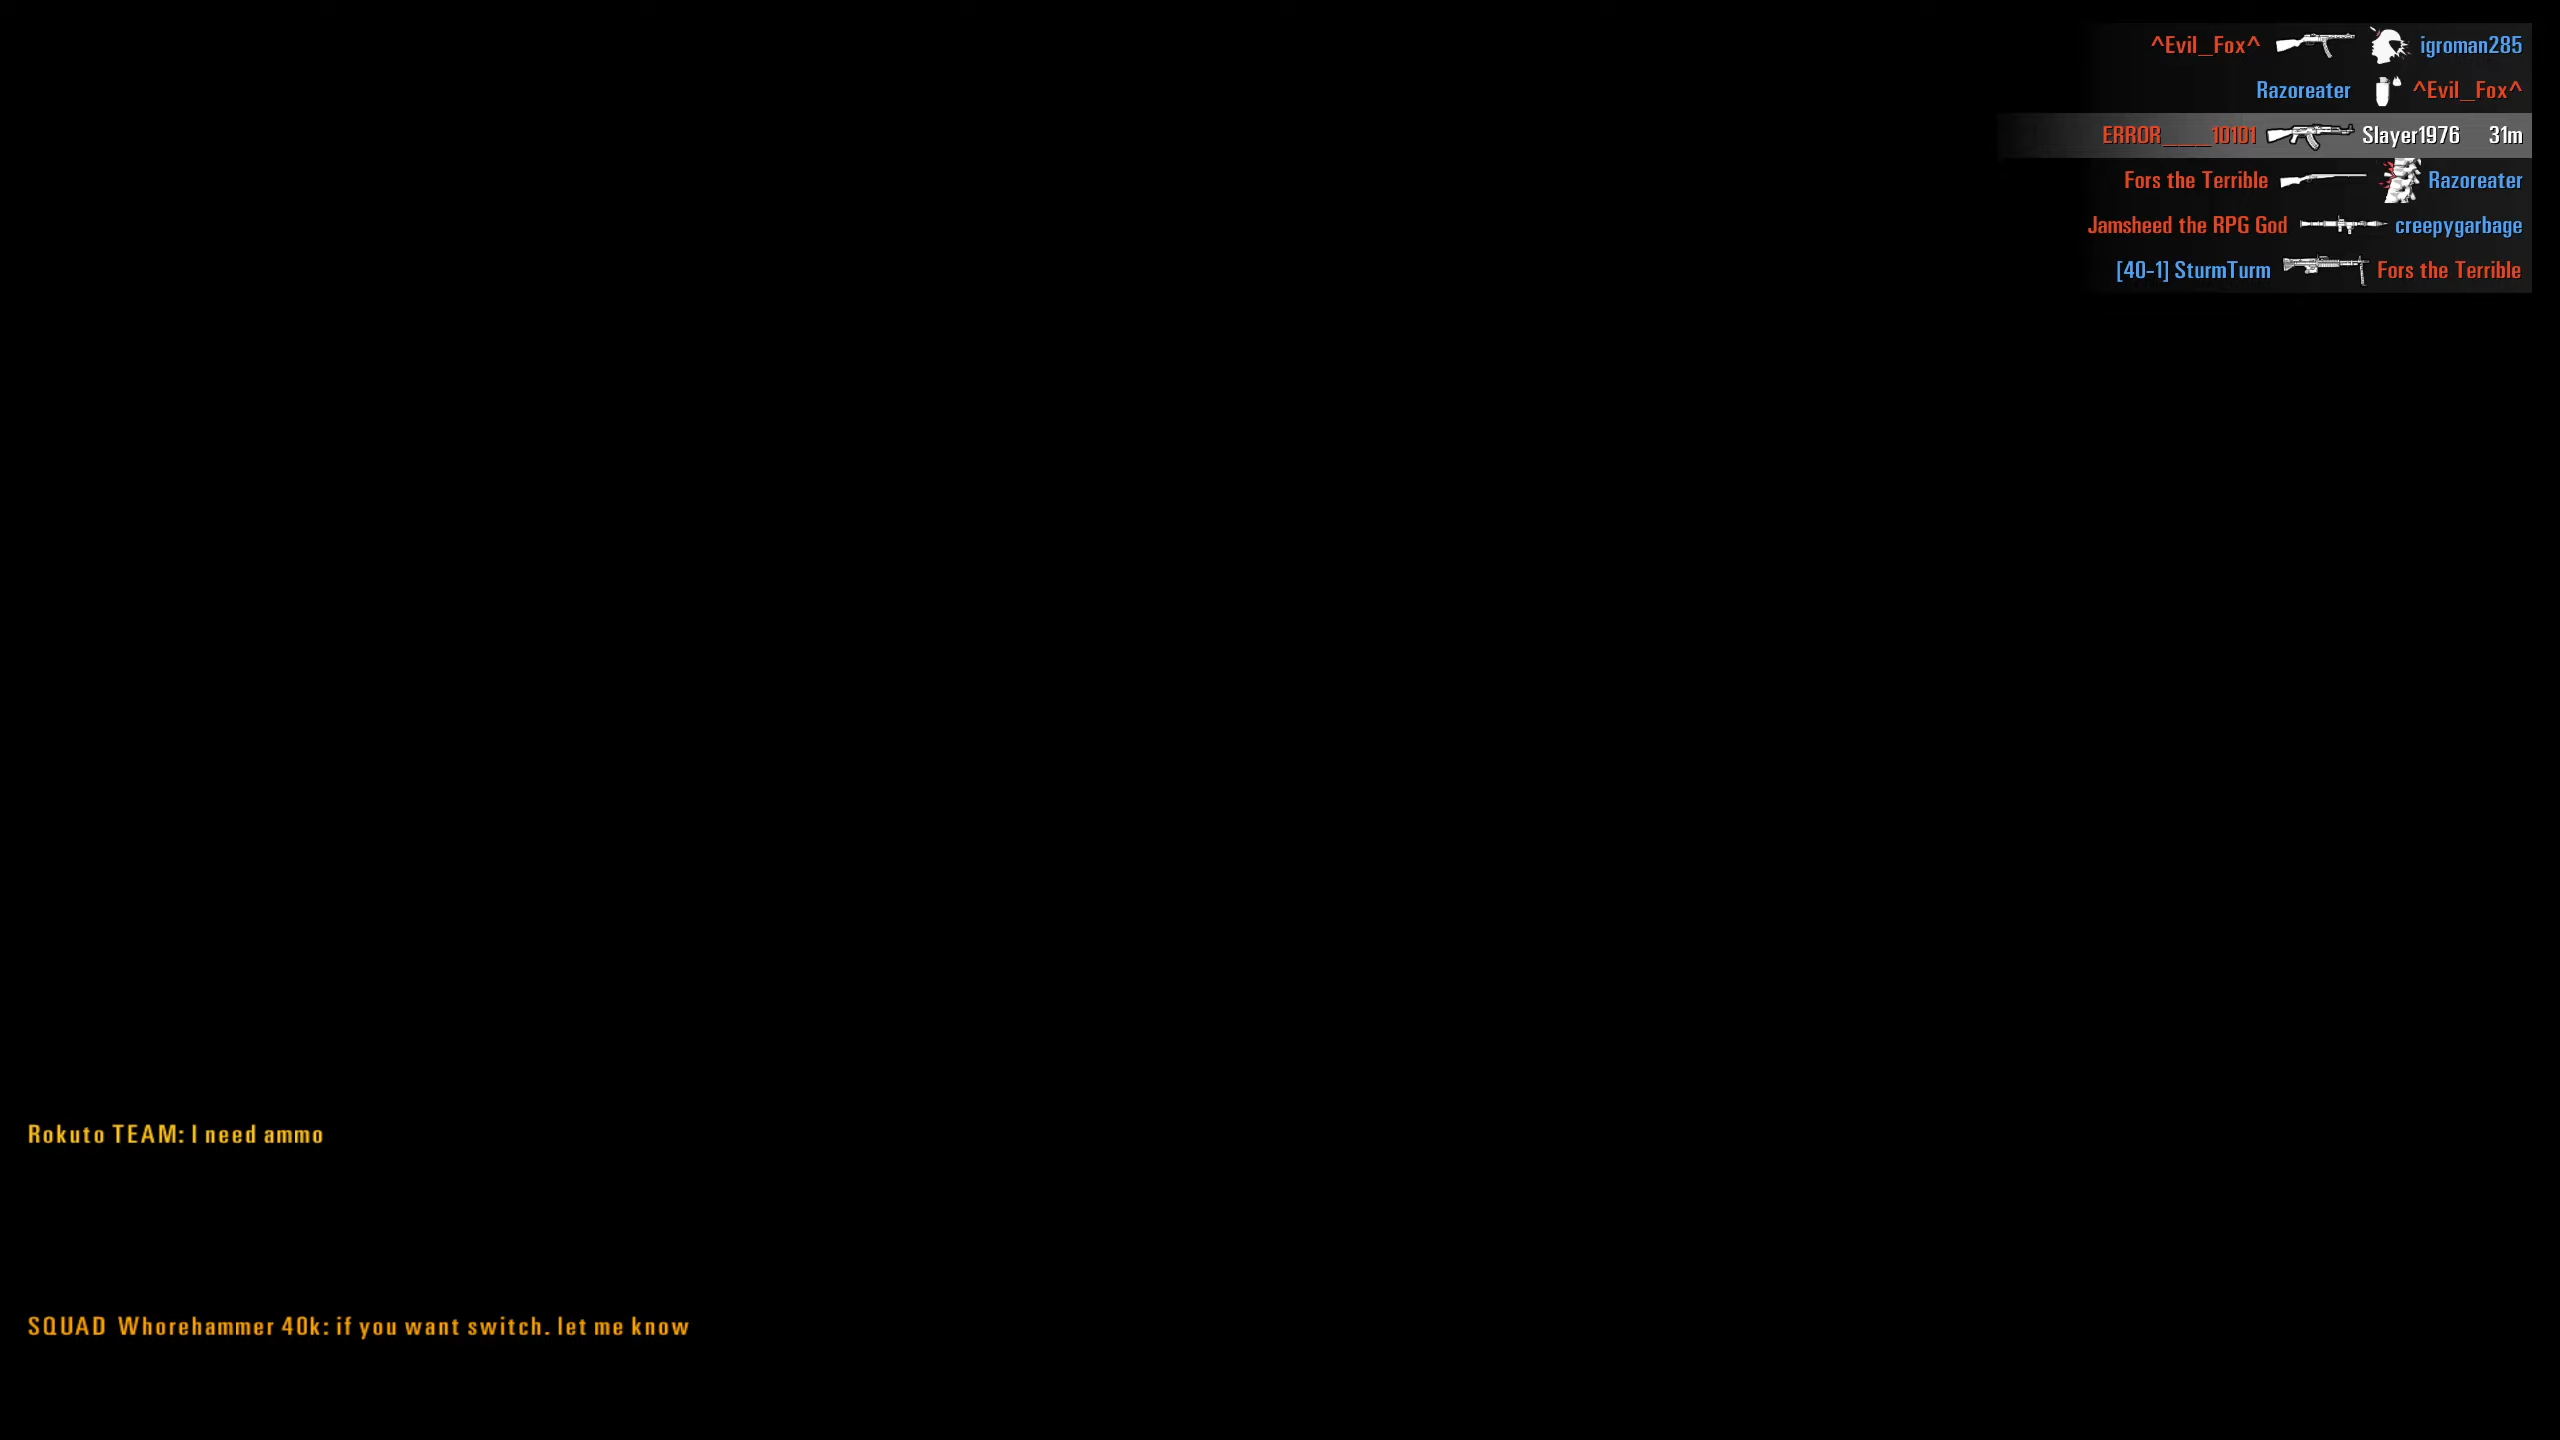 ^Evil_Fox^ igroman285
Razoreater ^Evil_Fox^
ERROR___10101 Slayer1976 31m
Fors the Terrible Razoreater
Jamsheed the RPG God creepygarbage
[40-1] SturmTurm Fors the Terrible
Rokuto TEAM: I need ammo
SQUAD Whorehammer 40k: if you want switch. let me know